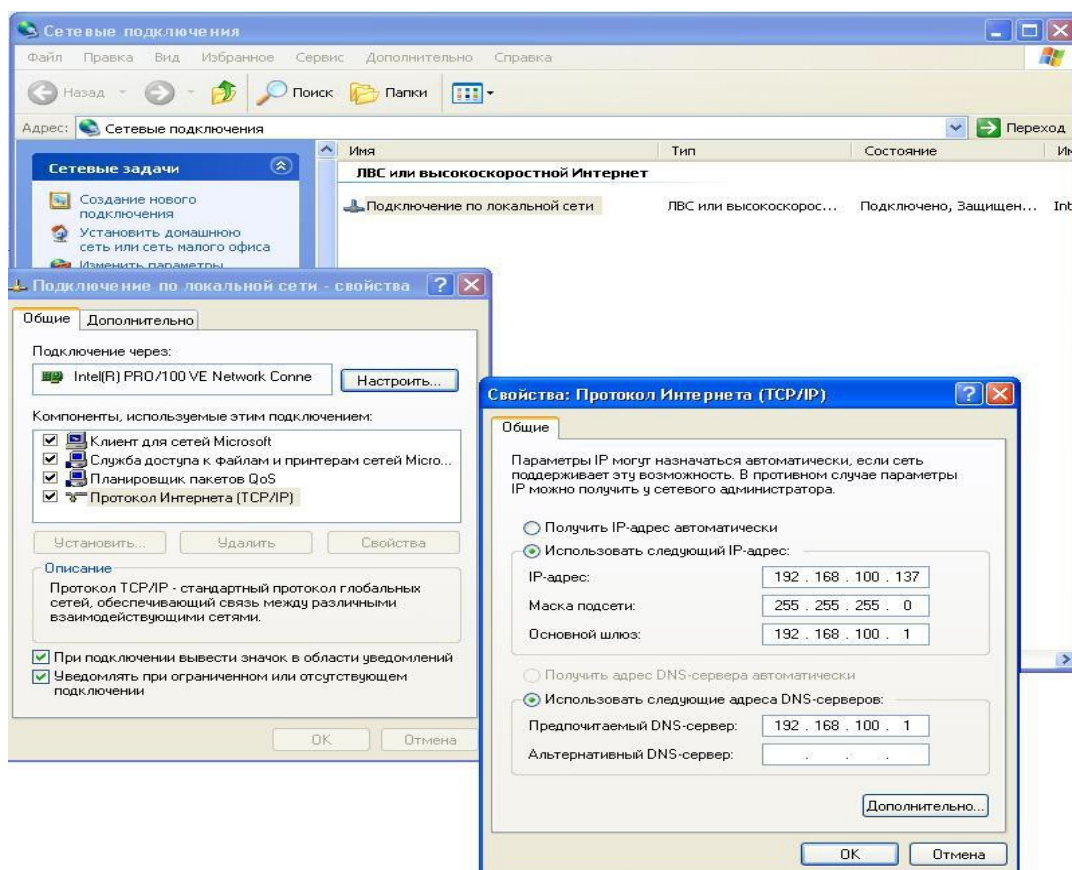 Сетевые подключения
Файл Правка Вид Избранное Сервис Дополнительно Справка
Назад Поиск Папки
Адрес: Сетевые подключения Переход
Сетевые задачи
Создание нового
подключения
Установить домашнюю
сеть или сеть малого офиса
Изменить параметры
Имя Тип Состояние
ЛВС или высокоскоростной Интернет
Подключение по локальной сети ЛВС или высокоскорос... Подключено, Защищен... Int
Подключение по локальной сети - свойства
Общие Дополнительно
Подключение через:
Intel(R) PRO/100 VE Network Conne Настроить...
Компоненты, используемые этим подключением:
Клиент для сетей Microsoft
Служба доступа к файлам и принтерам сетей Micro...
Планировщик пакетов QoS
Протокол Интернета (TCP/IP)
Установить... Удалить Свойства
Описание
Протокол TCP/IP - стандартный протокол глобальных
сетей, обеспечивающий связь между различными
взаимодействующими сетями.
При подключении вывести значок в области уведомлений
Уведомлять при ограниченном или отсутствующем
подключении
OK Отмена
Свойства: Протокол Интернета (TCP/IP)
Общие
Параметры IP могут назначаться автоматически, если сеть
поддерживает эту возможность. В противном случае параметры
IP можно получить у сетевого администратора.
Получить IP-адрес автоматически
Использовать следующий IP-адрес:
IP-адрес: 192 . 168 . 100 . 137
Маска подсети: 255 . 255 . 255 . 0
Основной шлюз: 192 . 168 . 100 . 1
Получить адрес DNS-сервера автоматически
Использовать следующие адреса DNS-серверов:
Предпочитаемый DNS-сервер: 192 . 168 . 100 . 1
Альтернативный DNS-сервер: . . .
Дополнительно...
OK Отмена